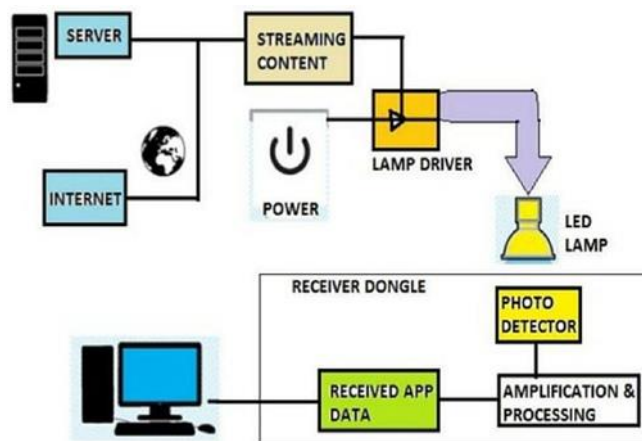 SERVER
STREAMING
CONTENT
LAMP DRIVER
INTERNET
POWER
LED
LAMP
RECEIVER DONGLE
PHOTO
DETECTOR
RECEIVED APP
DATA
AMPLIFICATION &
PROCESSING